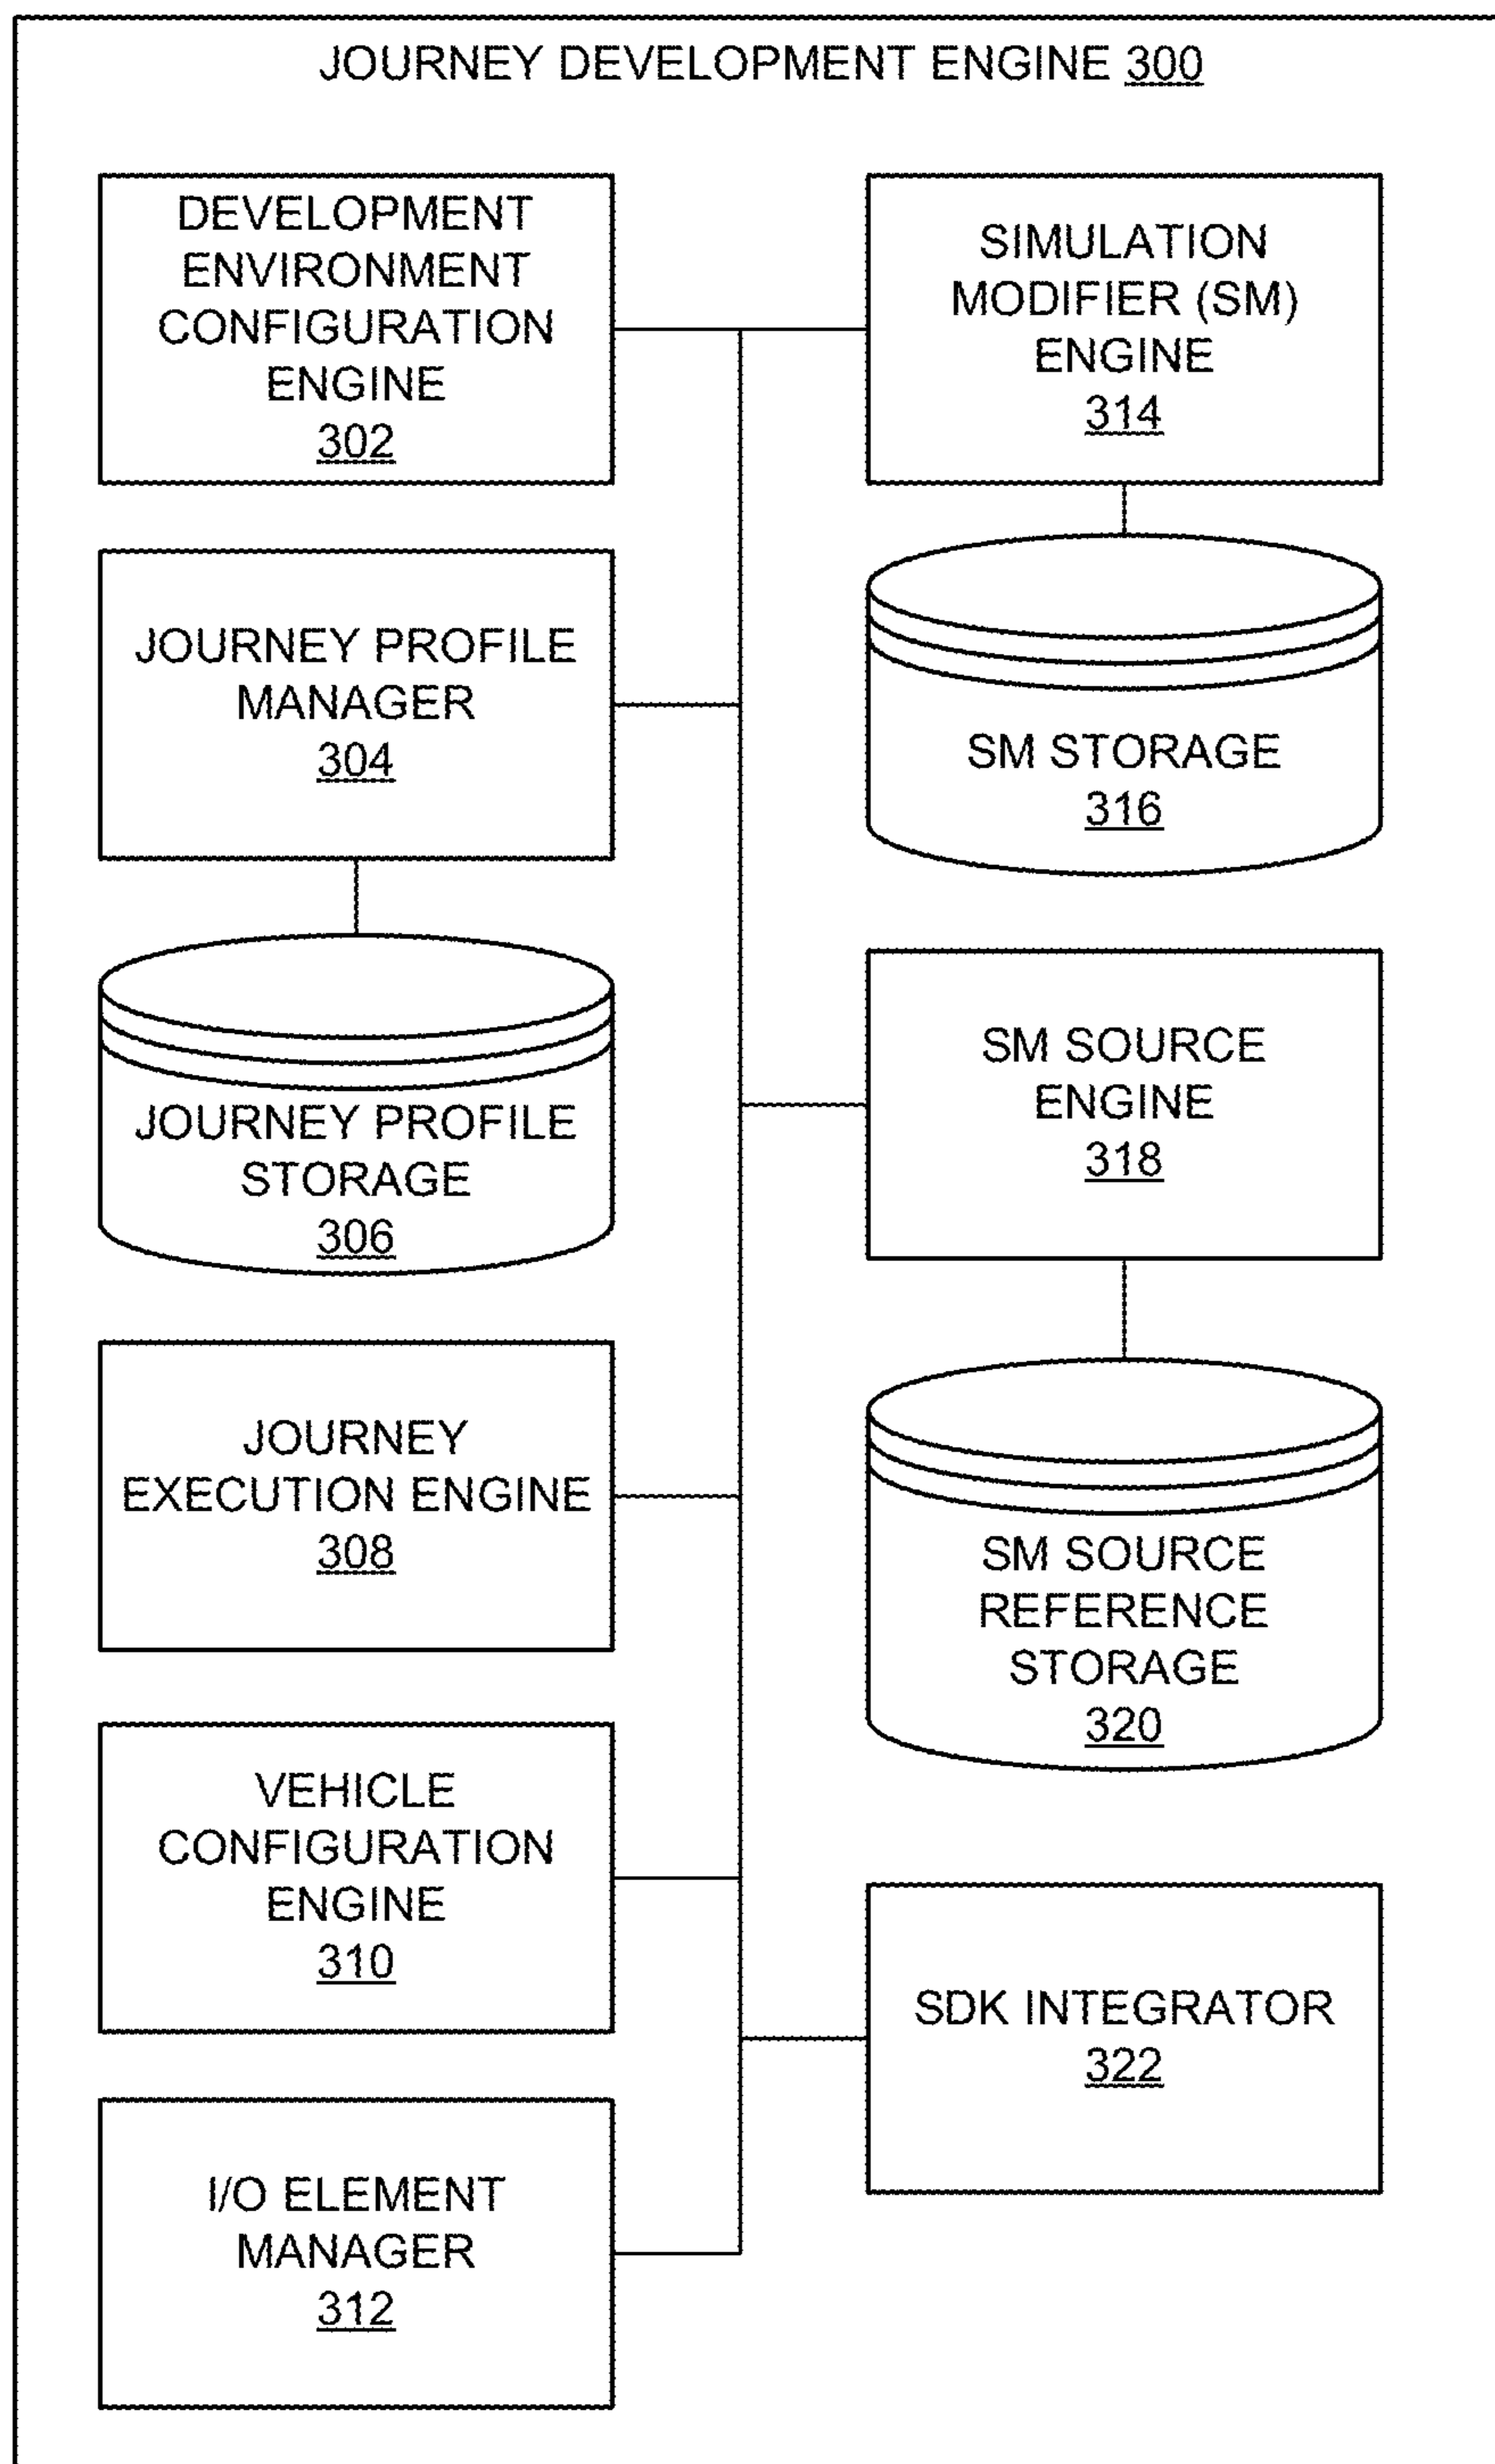 JOURNEY DEVELOPMENT ENGINE 300
DEVELOPMENT
ENVIRONMENT
CONFIGURATION
ENGINE
302
JOURNEY PROFILE
MANAGER
304
JOURNEY PROFILE
STORAGE
306
JOURNEY
EXECUTION ENGINE
308
VEHICLE
CONFIGURATION
ENGINE
310
I/O ELEMENT
MANAGER
312
SIMULATION
MODIFIER (SM)
ENGINE
314
SM STORAGE
316
SM SOURCE
ENGINE
318
SM SOURCE
REFERENCE
STORAGE
320
SDK INTEGRATOR
322